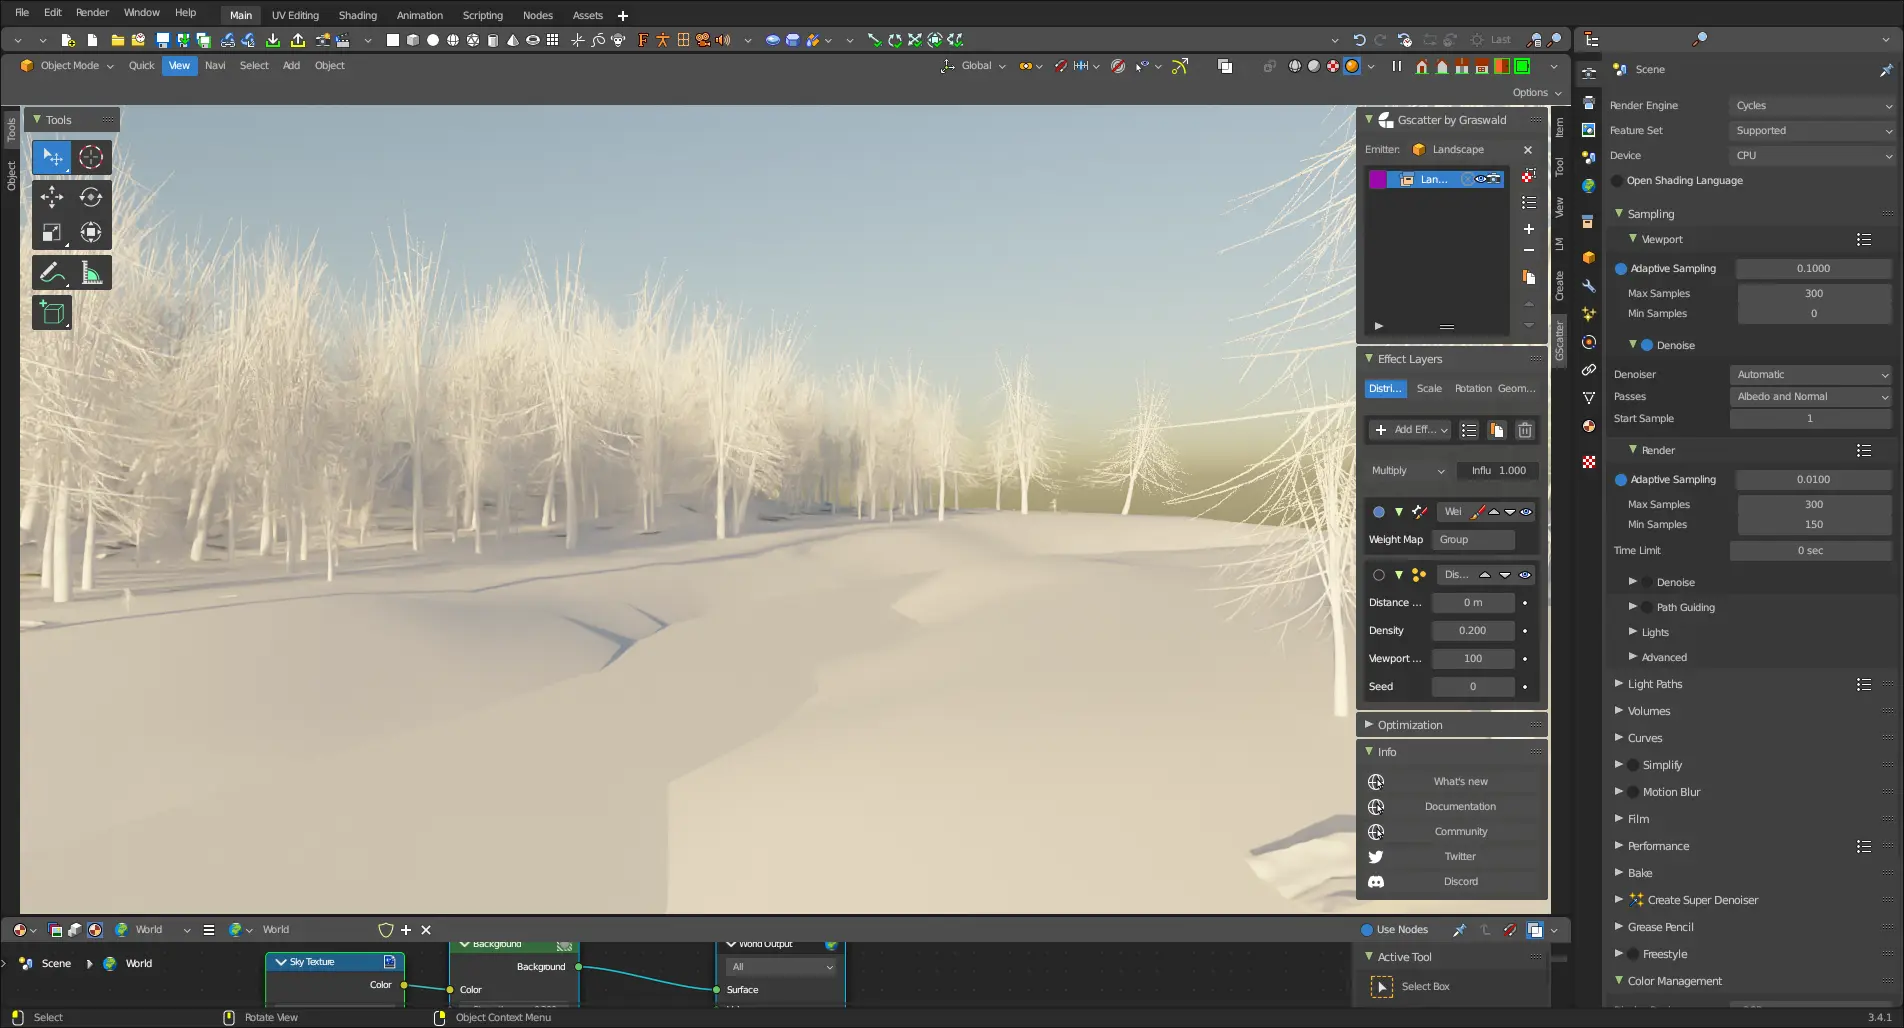 File Edit Render Window Help Main UV Editing Shading Animation Scripting Nodes Assets
Last
Object Mode Quick View Navi Select Add Object Global
Options
Tools
Tools
Object
Gscatter by Graswald
Emitter: Landscape
Lan...
Item
Tool
View
LM
Create
GScatter
Effect Layers
Distri... Scale Rotation Geom...
Add Eff...
Multiply Influ 1.000
Wei
Weight Map Group
Dis...
Distance ... 0 m
Density 0.200
Viewport ... 100
Seed 0
Optimization
Info
What's new
Documentation
Community
Twitter
Discord
Scene
Render Engine Cycles
Feature Set Supported
Device CPU
Open Shading Language
Sampling
Viewport
Adaptive Sampling 0.1000
Max Samples 300
Min Samples 0
Denoise
Denoiser Automatic
Passes Albedo and Normal
Start Sample 1
Render
Adaptive Sampling 0.0100
Max Samples 300
Min Samples 150
Time Limit 0 sec
Denoise
Path Guiding
Lights
Advanced
Light Paths
Volumes
Curves
Simplify
Motion Blur
Film
Performance
Bake
Create Super Denoiser
Grease Pencil
Freestyle
Color Management
World World Use Nodes
Scene World
Sky Texture
Color
Background
Background
Color
World Output
All
Surface
Active Tool
Select Box
Select Rotate View Object Context Menu 3.4.1